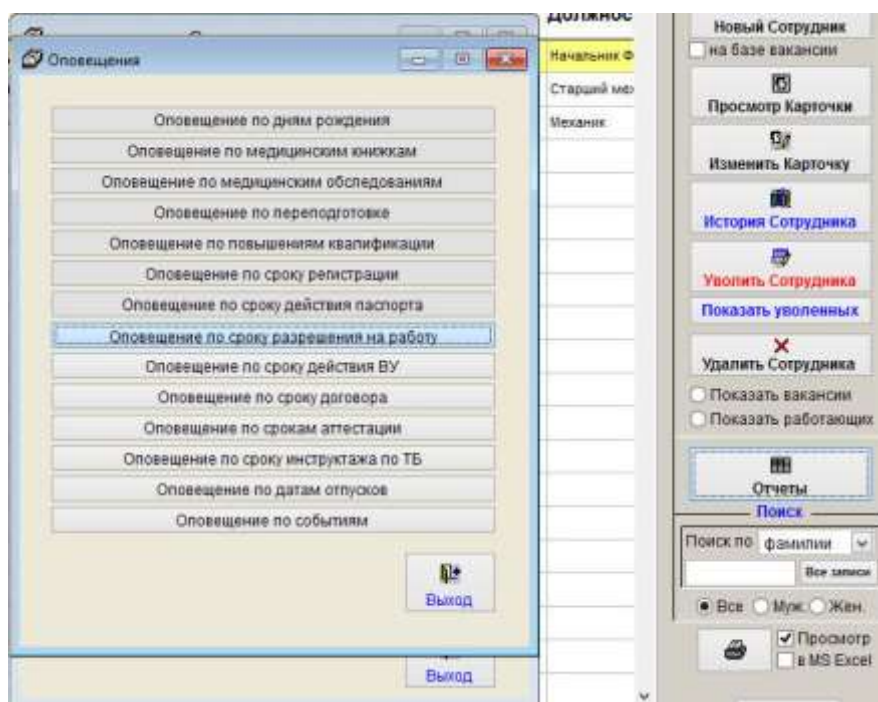 Оповещения
Оповещение по дням рождения
Оповещение по медицинским книжкам
Оповещение по медицинским обследованиям
Оповещение по переподготовке
Оповещение по повышениям квалификации
Оповещение по сроку регистрации
Оповещение по сроку действия паспорта
Оповещение по сроку разрешения на работу
Оповещение по сроку действия ВУ
Оповещение по сроку договора
Оповещение по срокам аттестации
Оповещение по сроку инструктажа по ТБ
Оповещение по датам отпусков
Оповещение по событиям
Выход
Выход
Должнос
Начальник Ф
Старший мех
Механик
Новый Сотрудник
на базе вакансии
Просмотр Карточки
Изменить Карточку
История Сотрудника
Уволить Сотрудника
Показать уволенных
Удалить Сотрудника
Показать вакансии
Показать работающих
Отчеты
Поиск
Поиск по фамилии
Все записи
Все Муж. Жен.
Просмотр
в MS Excel